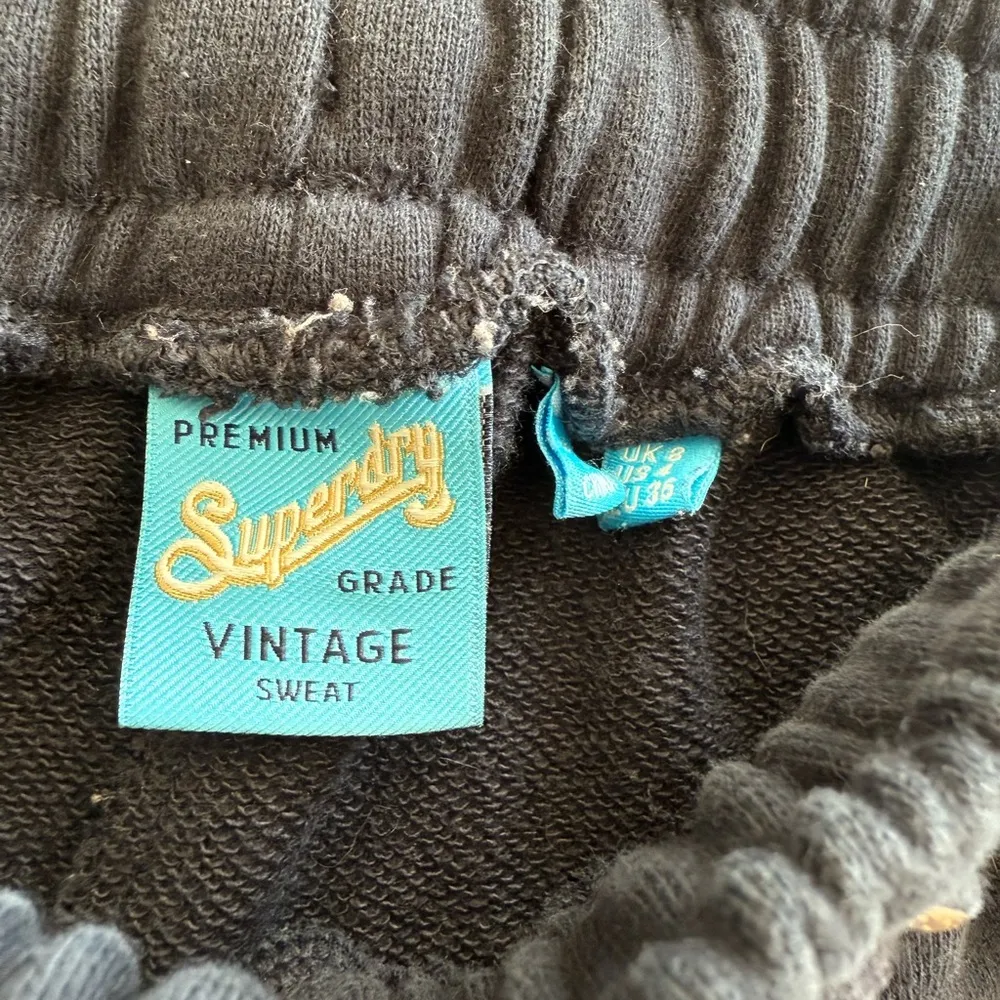 PREMIUM
Superdry
GRADE
VINTAGE
SWEAT
UK 8
US 4